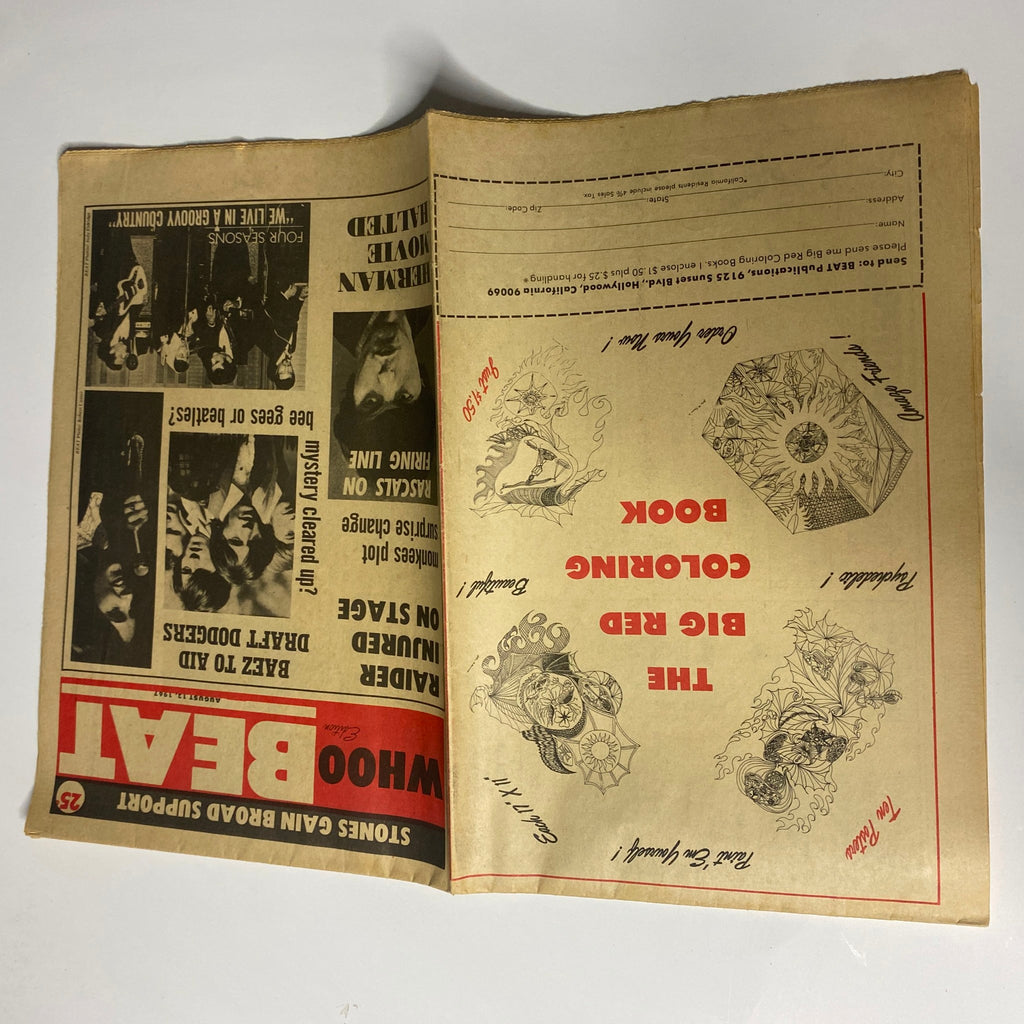 STONES GAIN BROAD SUPPORT
25¢
WHOO BEAT
Edition
AUGUST 12, 1967
RAIDER
INJURED
ON STAGE
monkees plot
surprise change
RASCALS ON
FIRING LINE
HERMAN
MOVIE
HALTED
BAEZ TO AID
DRAFT DODGERS
mystery cleared up?
bee gees or beatles?
FOUR SEASONS
"WE LIVE IN A GROOVY COUNTRY"
Paint 'Em Yourself!
Ten Posters
Each 17" X 11"
THE
BIG RED
COLORING
BOOK
Psychedelic!
Beautiful!
Amaze Friends!
Just $1.50
Order Yours Now!
Send to: BEAT Publications, 9125 Sunset Blvd., Hollywood, California 90069
Please send me Big Red Coloring Books. I enclose $1.50 plus $.25 for handling*
Name:
Address:
City: State: Zip Code:
*California Residents please include 4% Sales Tax